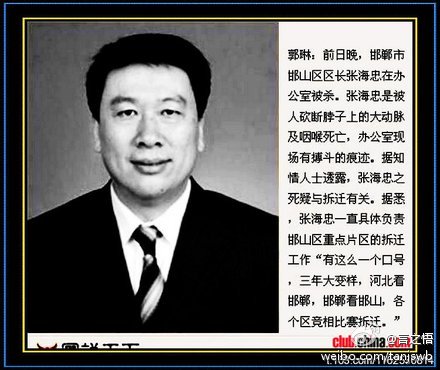 郭琳：前日晚，邯郸市
邯山区区长张海忠在办
公室被杀。张海忠是被
人砍断脖子上的大动脉
及咽喉死亡，办公室现
场有搏斗的痕迹。据知
情人士透露，张海忠之
死疑与拆迁有关。据悉
，张海忠一直具体负责
邯山区重点片区的拆迁
工作“有这么一个口号
，三年大变样，河北看
邯郸，邯郸看邯山，各
个区竞相比赛拆迁。”
club.china.com
@言之悟
weibo.com/tanjswb